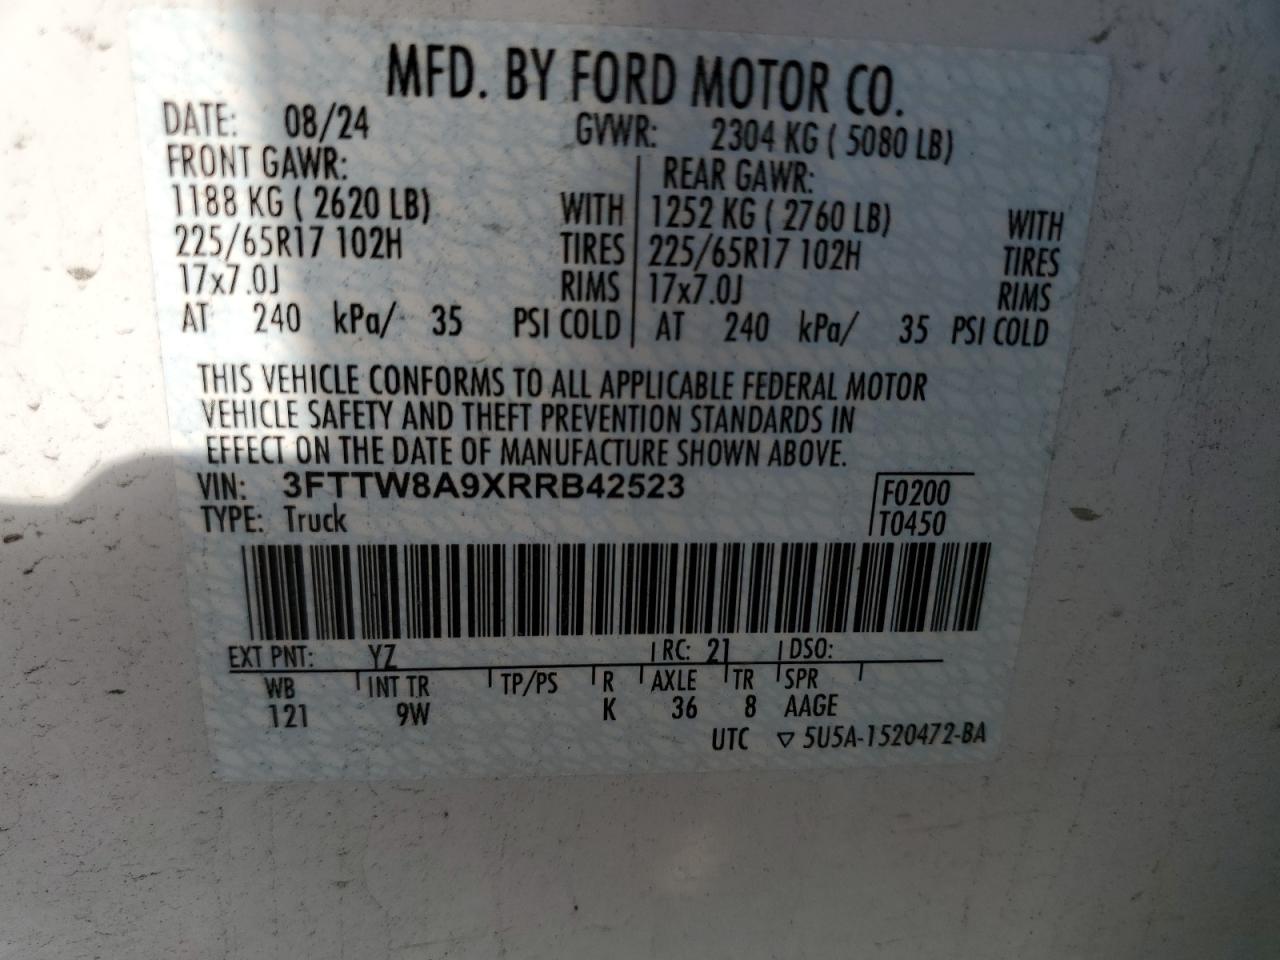 MFD. BY FORD MOTOR CO.
DATE: 08/24 GVWR: 2304 KG ( 5080 LB)
FRONT GAWR: REAR GAWR:
1188 KG ( 2620 LB) WITH 1252 KG ( 2760 LB) WITH
225/65R17 102H TIRES 225/65R17 102H TIRES
17x7.0J RIMS 17x7.0J RIMS
AT 240 kPa/ 35 PSI COLD AT 240 kPa/ 35 PSI COLD
THIS VEHICLE CONFORMS TO ALL APPLICABLE FEDERAL MOTOR
VEHICLE SAFETY AND THEFT PREVENTION STANDARDS IN
EFFECT ON THE DATE OF MANUFACTURE SHOWN ABOVE.
VIN: 3FTTW8A9XRRB42523 F0200
TYPE: Truck T0450
EXT PNT: YZ RC: 21 DSO:
WB INT TR TP/PS R AXLE TR SPR
121 9W K 36 8 AAGE
UTC ▽ 5U5A-1520472-BA